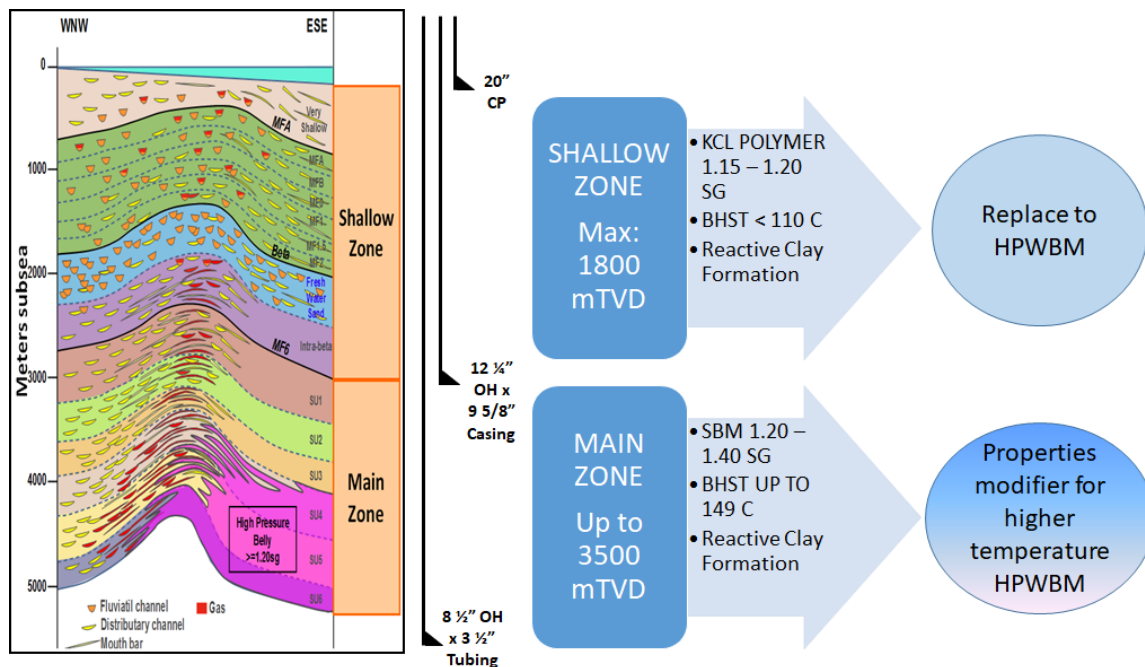 WNW
ESE
0
1000
2000
3000
4000
5000
Meters subsea
Very
Shallow
MFA
MFA
MFB
Beta
Fresh
Water
Sand
Intra-beta
MF6
SU1
SU2
SU3
SU4
SU5
SU6
High Pressure
Belly
>=1.20sg
Fluviatil channel
Gas
Distributary channel
Mouth bar
Shallow
Zone
Main
Zone
20”
CP
12 ¼”
OH x
9 5/8”
Casing
8 ½” OH
x 3 ½”
Tubing
SHALLOW
ZONE
Max:
1800
mTVD
• KCL POLYMER
1.15 – 1.20
SG
• BHST < 110 C
• Reactive Clay
Formation
Replace to
HPWBM
MAIN
ZONE
Up to
3500
mTVD
• SBM 1.20 –
1.40 SG
• BHST UP TO
149 C
• Reactive Clay
Formation
Properties
modifier for
higher
temperature
HPWBM